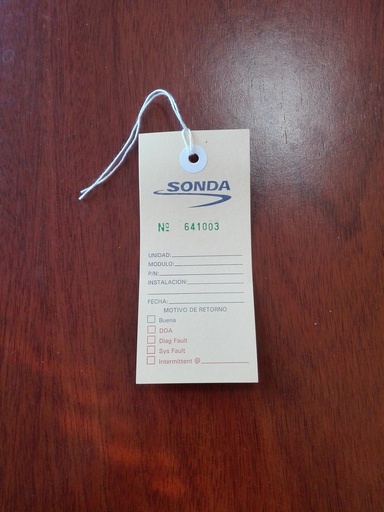 SONDA
Nº 641003
UNIDAD:
MODULO:
P/N:
INSTALACION:
FECHA:
MOTIVO DE RETORNO
Buena
DOA
Diag Fault
Sys Fault
Intermittent @